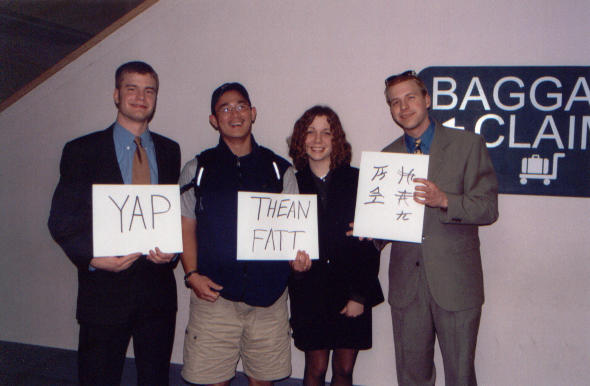 YAP
THEAN
FATT
BAGGA
CLAIM